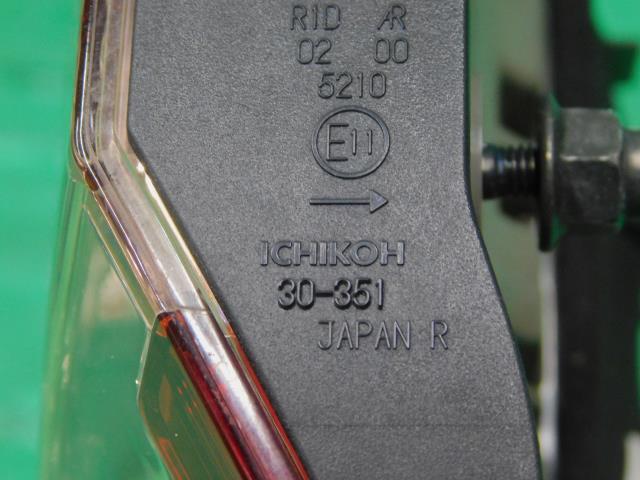 R1D AR
02 00
5210
E11
ICHIKOH
30-351
JAPAN R